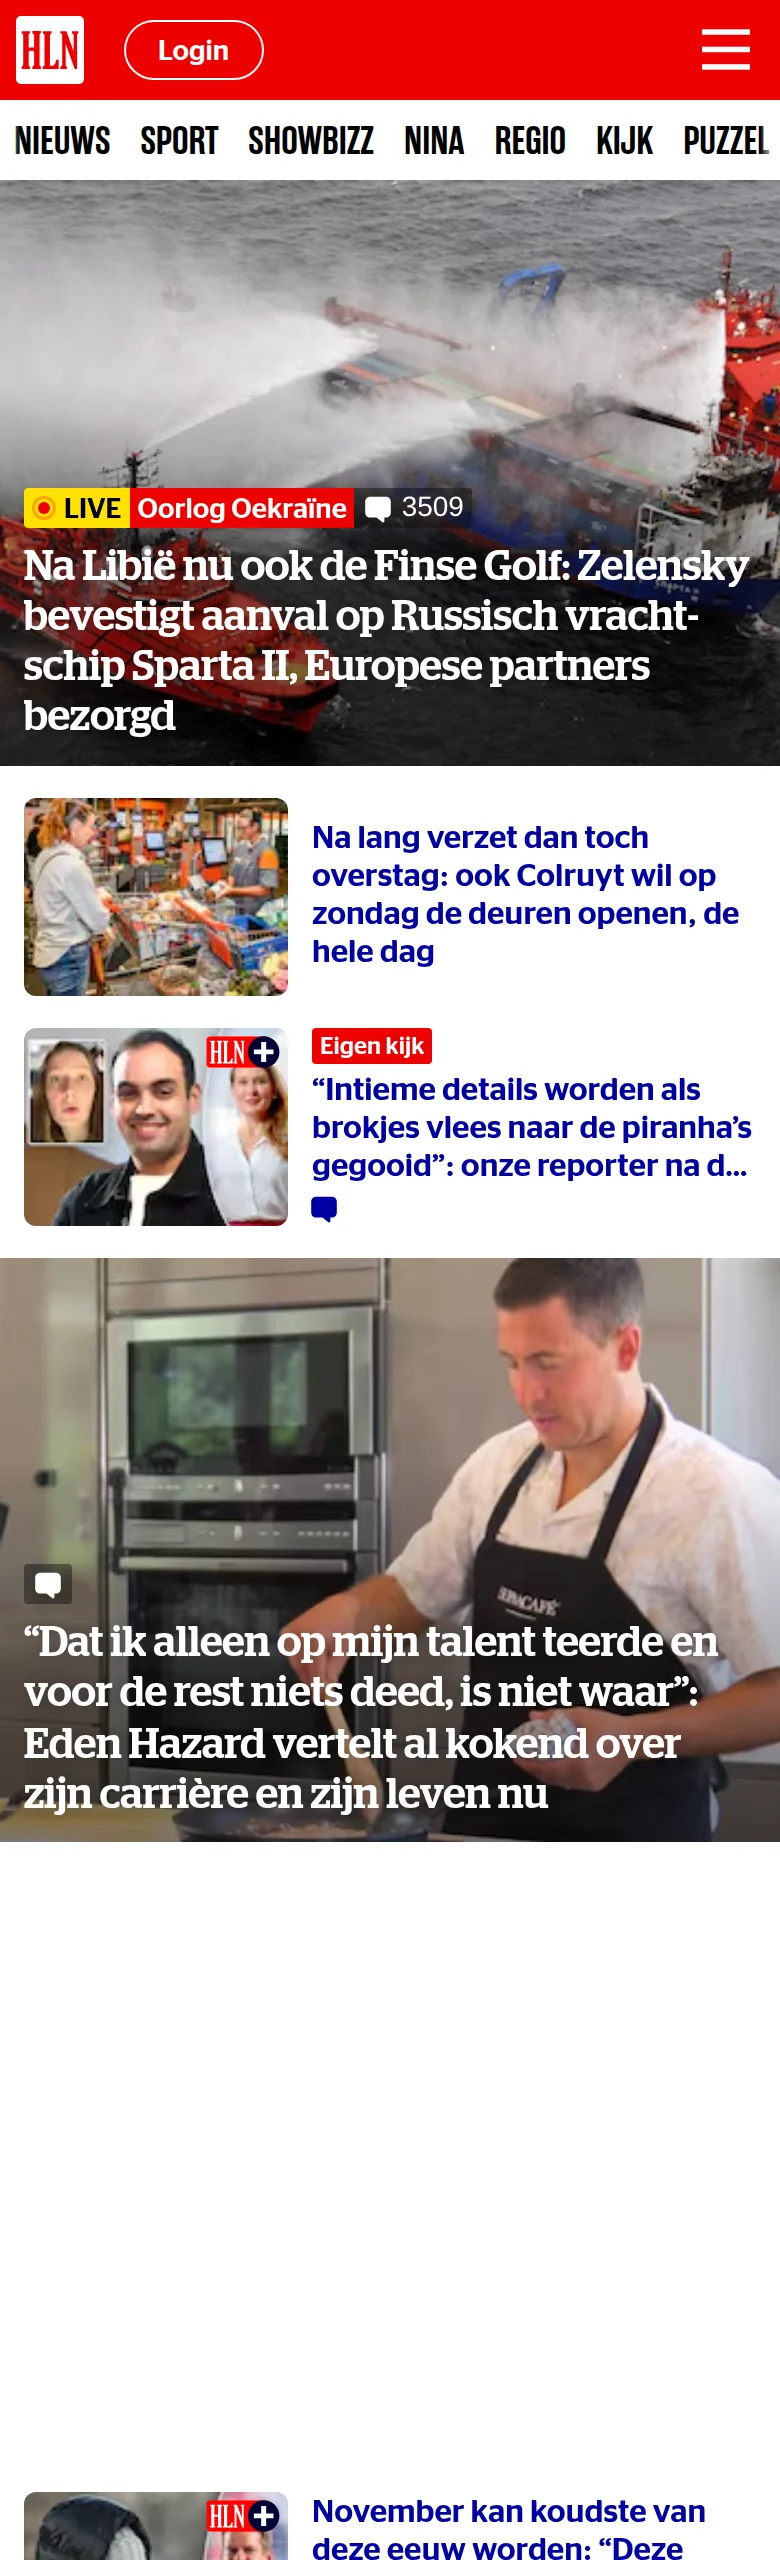 HLN
Login
NIEUWS SPORT SHOWBIZZ NINA REGIO KIJK PUZZEL
LIVE Oorlog Oekraïne 3509
Na Libië nu ook de Finse Golf: Zelensky
bevestigt aanval op Russisch vracht-
schip Sparta II, Europese partners
bezorgd
Na lang verzet dan toch
overstag: ook Colruyt wil op
zondag de deuren openen, de
hele dag
HLN+
Eigen kijk
“Intieme details worden als
brokjes vlees naar de piranha’s
gegooid”: onze reporter na d...
“Dat ik alleen op mijn talent teerde en
voor de rest niets deed, is niet waar”:
Eden Hazard vertelt al kokend over
zijn carrière en zijn leven nu
HLN+
November kan koudste van
deze eeuw worden: “Deze